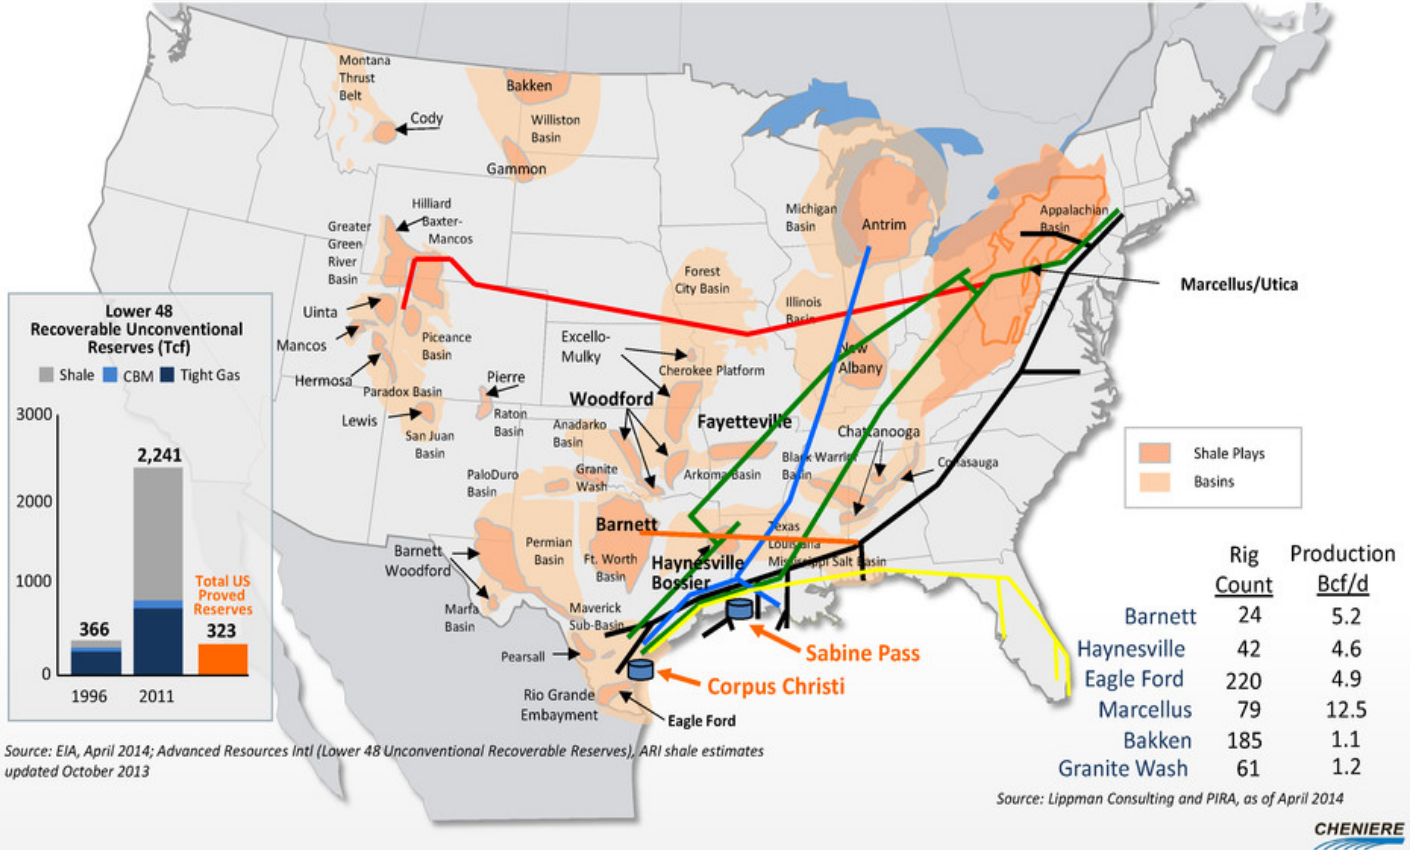 Montana
Thrust
Belt
Cody
Bakken
Williston
Basin
Gammon
Hilliard
Baxter-
Mancos
Greater
Green
River
Basin
Uinta
Mancos
Hermosa
Piceance
Basin
Paradox Basin
Lewis
San Juan
Basin
Pierre
Raton
Basin
Forest
City Basin
Excello-
Mulky
Cherokee Platform
Woodford
Anadarko
Basin
Fayetteville
PaloDuro
Basin
Granite
Wash
Arkoma Basin
Michigan
Basin
Antrim
Illinois
Basin
New
Albany
Appalachian
Basin
Marcellus/Utica
Chattanooga
Black Warrior
Basin
Conasauga
Barnett
Barnett
Woodford
Permian
Basin
Ft. Worth
Basin
Haynesville
Bossier
Texas
Louisiana
Mississippi Salt Basin
Marfa
Basin
Maverick
Sub-Basin
Pearsall
Rio Grande
Embayment
Eagle Ford
Sabine Pass
Corpus Christi
Lower 48
Recoverable Unconventional
Reserves (Tcf)
Shale CBM Tight Gas
3000
2000
1000
0
366
2,241
Total US
Proved
Reserves
323
1996 2011
Shale Plays
Basins
Rig Production
Count Bcf/d
Barnett 24 5.2
Haynesville 42 4.6
Eagle Ford 220 4.9
Marcellus 79 12.5
Bakken 185 1.1
Granite Wash 61 1.2
Source: EIA, April 2014; Advanced Resources Intl (Lower 48 Unconventional Recoverable Reserves), ARI shale estimates
updated October 2013
Source: Lippman Consulting and PIRA, as of April 2014
CHENIERE